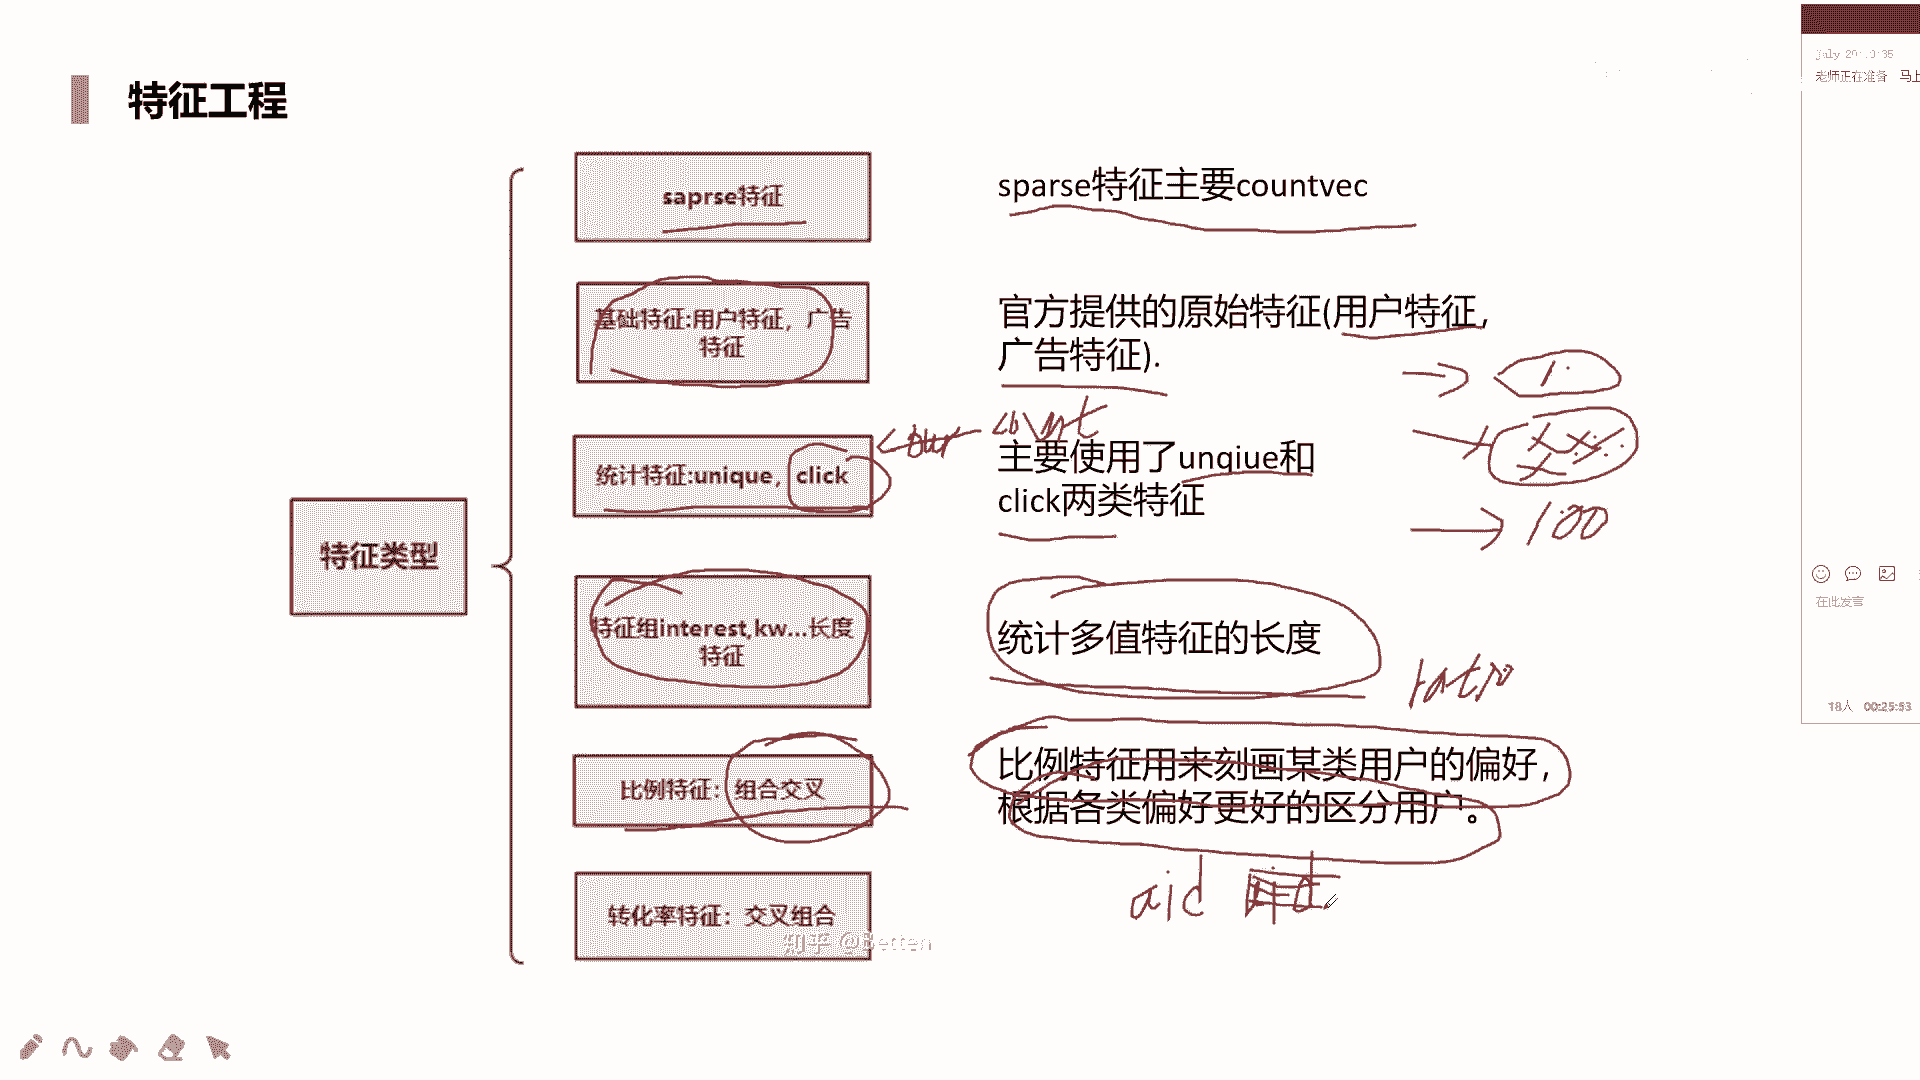 特征工程
特征类型
saprse特征
sparse特征主要countvec
基础特征:用户特征，广告
特征
官方提供的原始特征(用户特征,
广告特征).
1
count
统计特征:unique，click
主要使用了unqiue和
click两类特征
100
特征组interest,kw...长度
特征
统计多值特征的长度
ratio
比例特征：组合交叉
比例特征用来刻画某类用户的偏好，
根据各类偏好更好的区分用户。
aid
转化率特征：交叉组合
知乎 @Betten
老师正在准备 马上
在此发言
18人 00:25:53